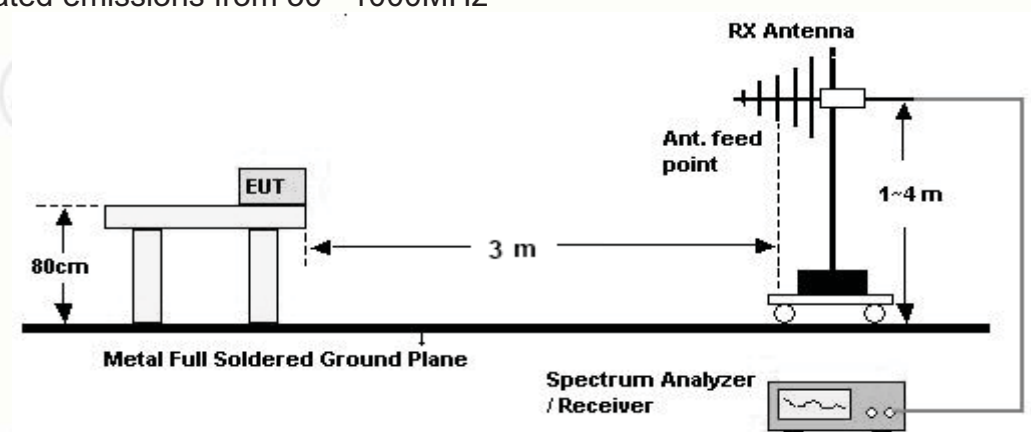 RX Antenna
Ant. feed
point
EUT
1~4 m
3 m
80cm
Metal Full Soldered Ground Plane
Spectrum Analyzer
/ Receiver